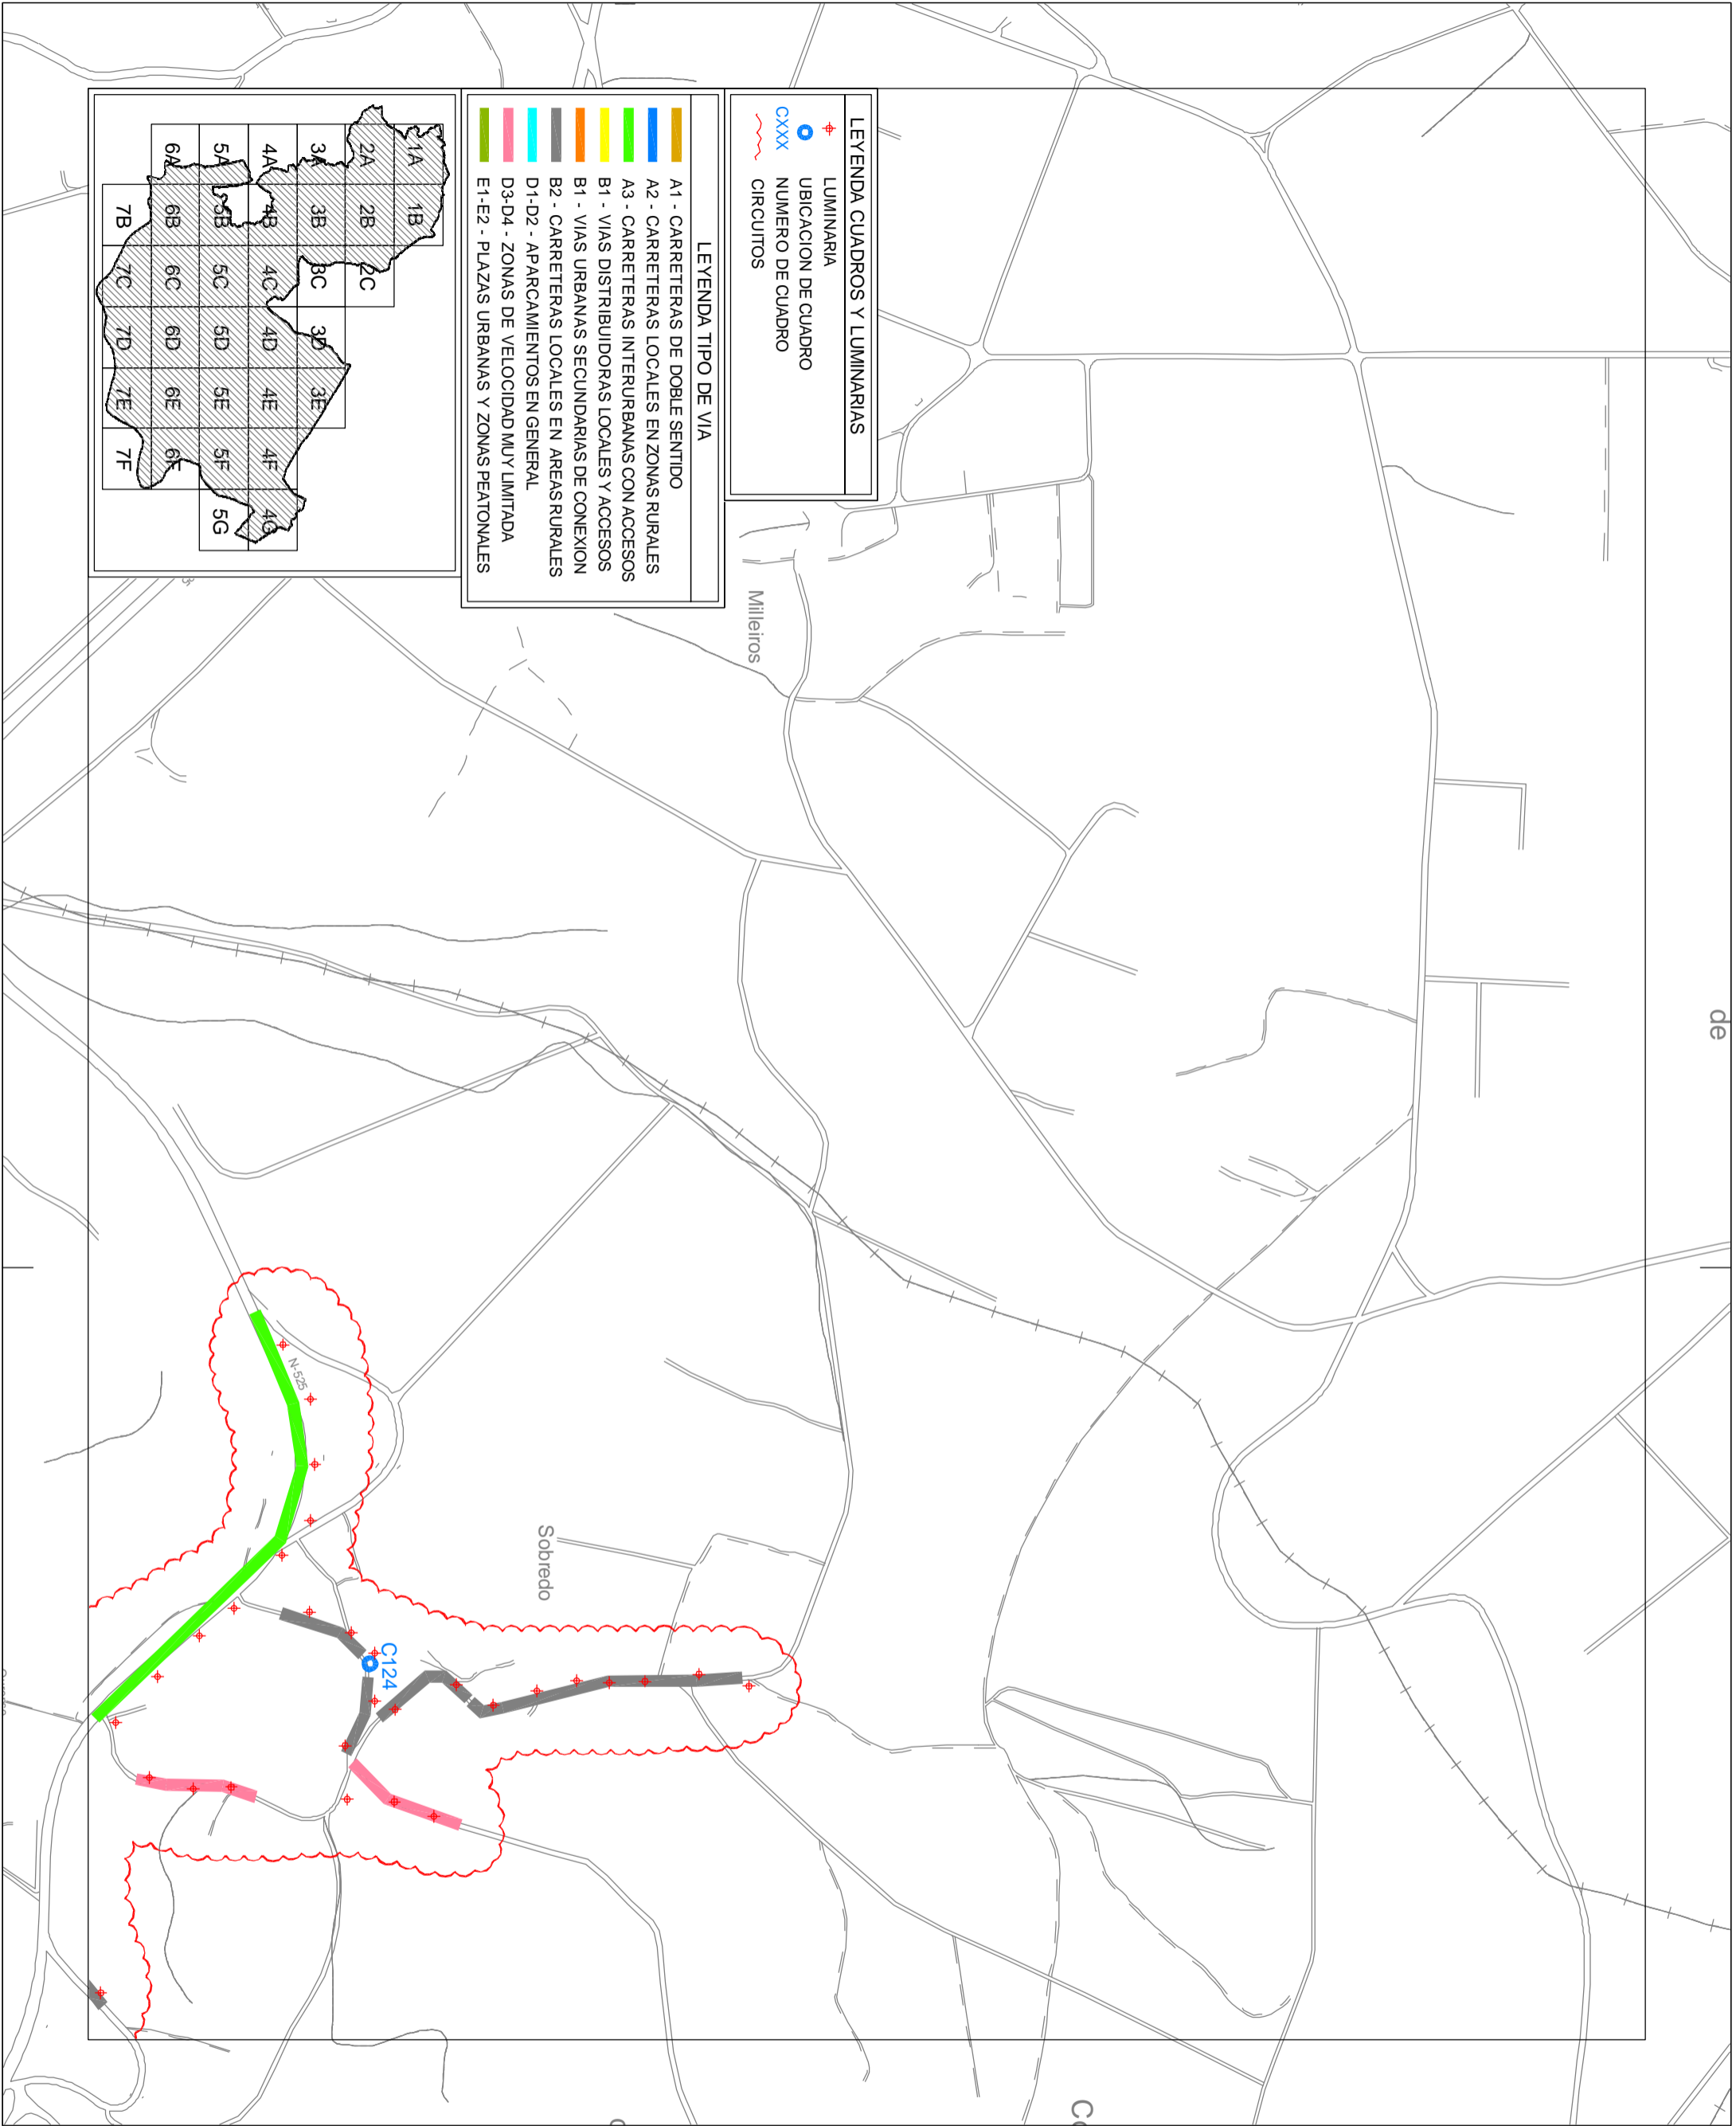 LEYENDA CUADROS Y LUMINARIAS
LUMINARIA
UBICACION DE CUADRO
CXXX NUMERO DE CUADRO
CIRCUITOS
LEYENDA TIPO DE VIA
A1 - CARRETERAS DE DOBLE SENTIDO
A2 - CARRETERAS LOCALES EN ZONAS RURALES
A3 - CARRETERAS INTERURBANAS CON ACCESOS
B1 - VIAS DISTRIBUIDORAS LOCALES Y ACCESOS
B1 - VIAS URBANAS SECUNDARIAS DE CONEXION
B2 - CARRETERAS LOCALES EN AREAS RURALES
D1-D2 - APARCAMIENTOS EN GENERAL
D3-D4 - ZONAS DE VELOCIDAD MUY LIMITADA
E1-E2 - PLAZAS URBANAS Y ZONAS PEATONALES
1A 1B
2A 2B 2C
3A 3B 3C 3D 3E
4A 4B 4C 4D 4E 4F 4G
5A 5B 5C 5D 5E 5F 5G
6A 6B 6C 6D 6E 6F
7B 7C 7D 7E 7F
Milleiros
de
Sobredo
N-525
C124